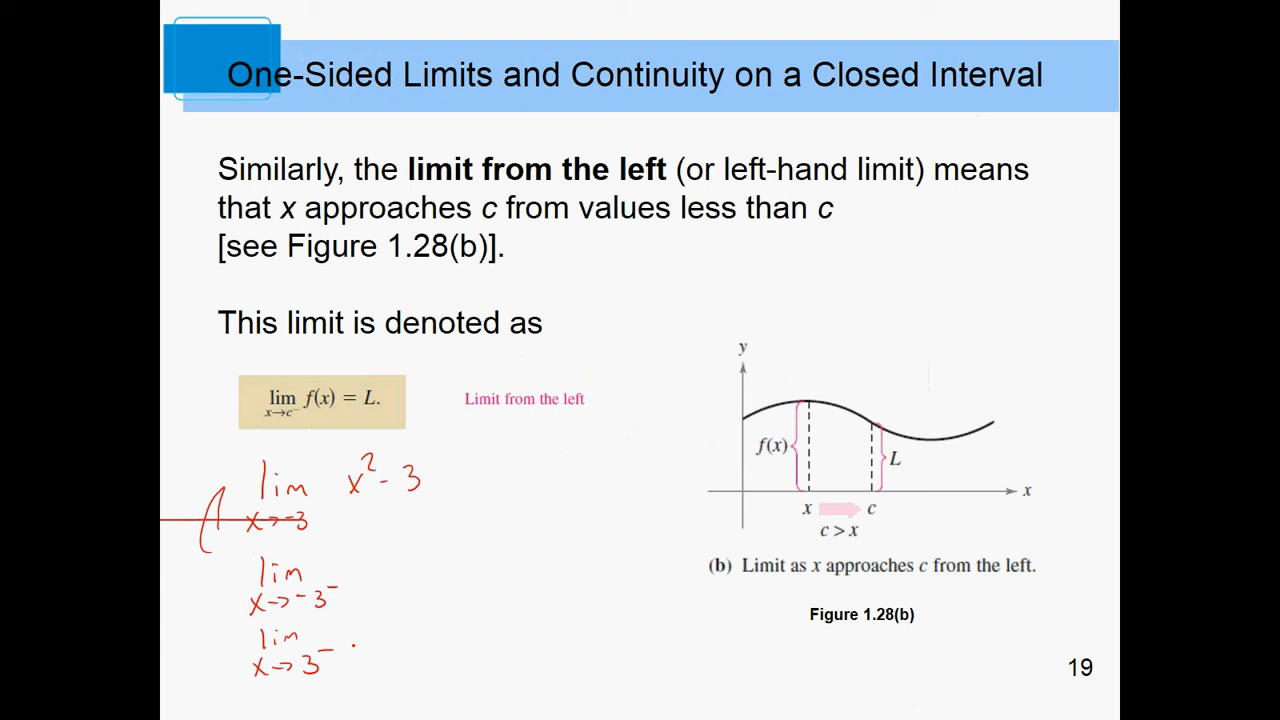 One-Sided Limits and Continuity on a Closed Interval
Similarly, the limit from the left (or left-hand limit) means
that x approaches c from values less than c
[see Figure 1.28(b)].
This limit is denoted as
lim f(x) = L.
x→c⁻
Limit from the left
y
f(x)
L
x
x c
c > x
(b) Limit as x approaches c from the left.
Figure 1.28(b)
lim x² - 3
x→-3
lim
x→-3⁻
lim
x→3⁻
19